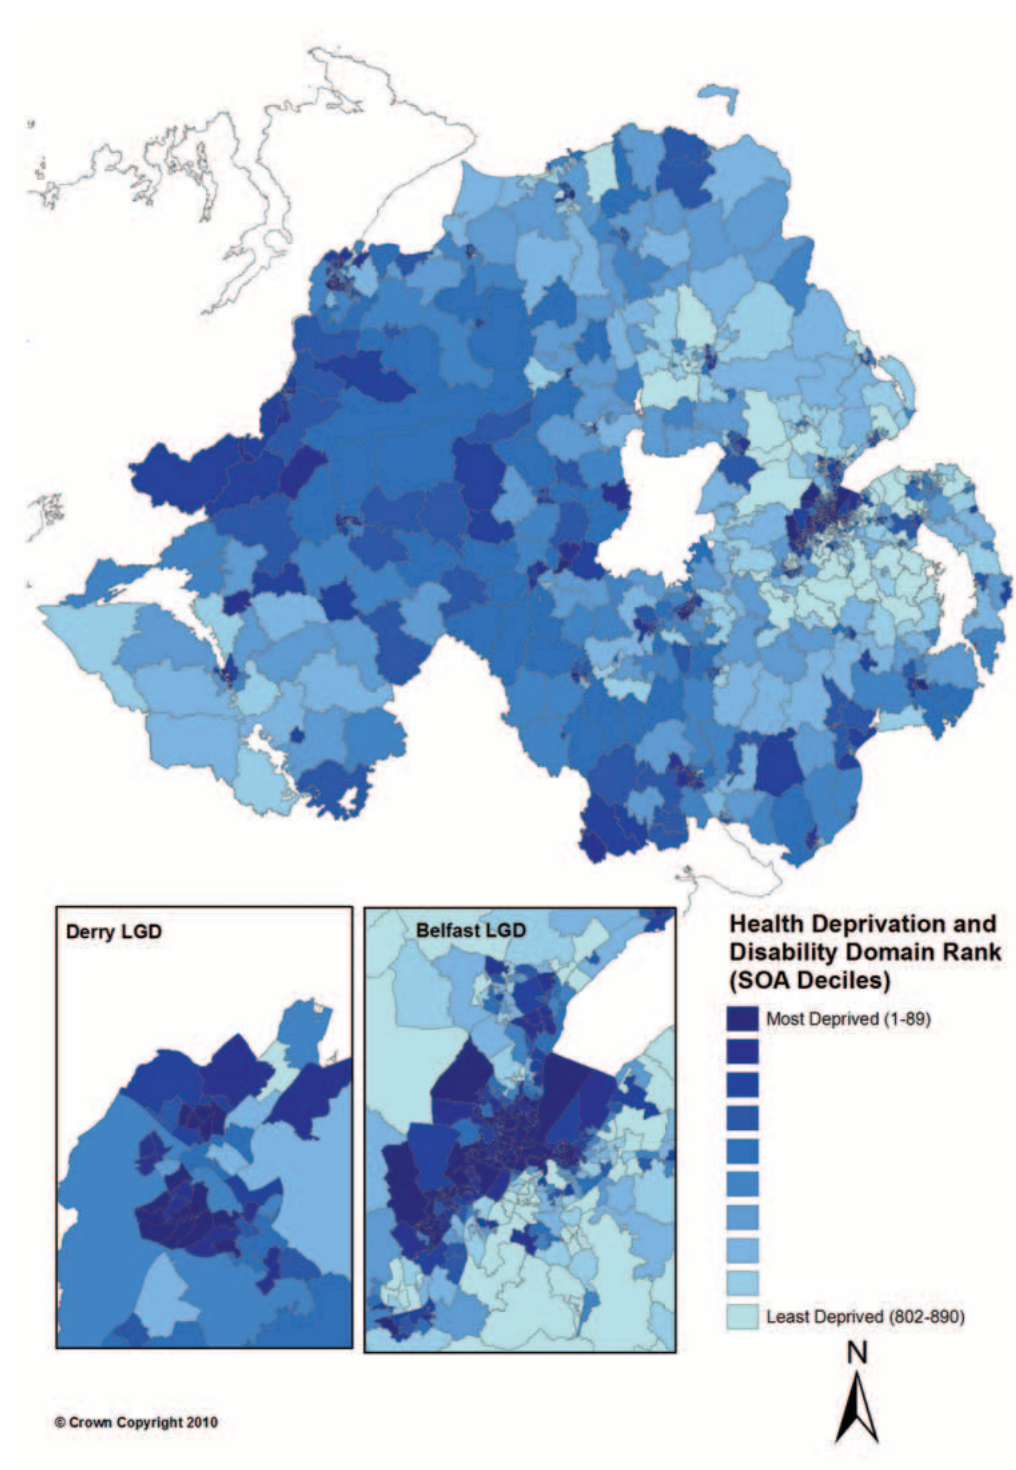 Derry LGD
Belfast LGD
Health Deprivation and
Disability Domain Rank
(SOA Deciles)
Most Deprived (1-89)
Least Deprived (802-890)
N
© Crown Copyright 2010